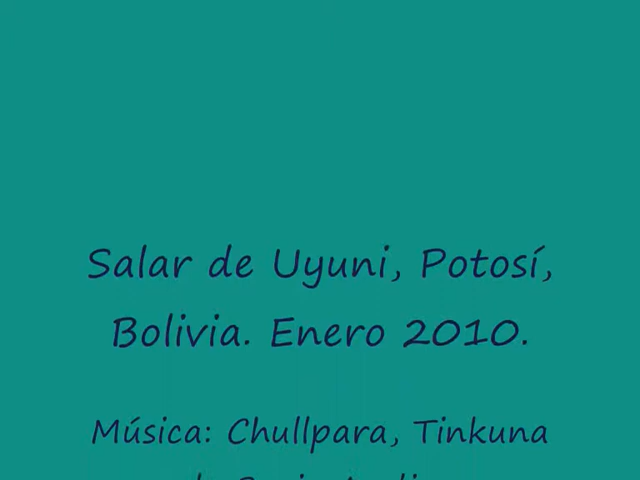 Salar de Uyuni, Potosí,
Bolivia. Enero 2010.
Música: Chullpara, Tinkuna